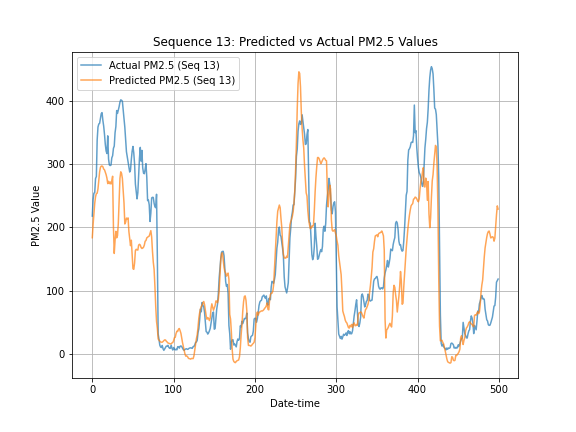 Sequence 13: Predicted vs Actual PM2.5 Values
Actual PM2.5 (Seq 13)
Predicted PM2.5 (Seq 13)
PM2.5 Value
400
300
200
100
0
0 100 200 300 400 500
Date-time